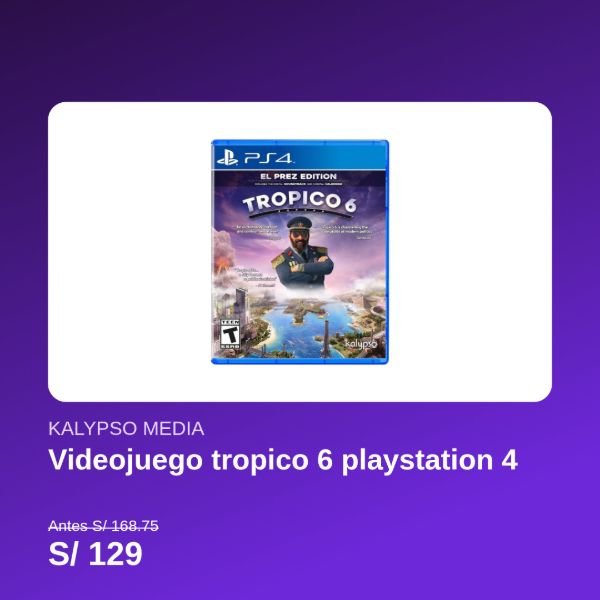 PS4
EL PREZ EDITION
TROPICO 6
TEEN
T
ESRB
kalypso
KALYPSO MEDIA
Videojuego tropico 6 playstation 4
Antes S/ 168.75
S/ 129